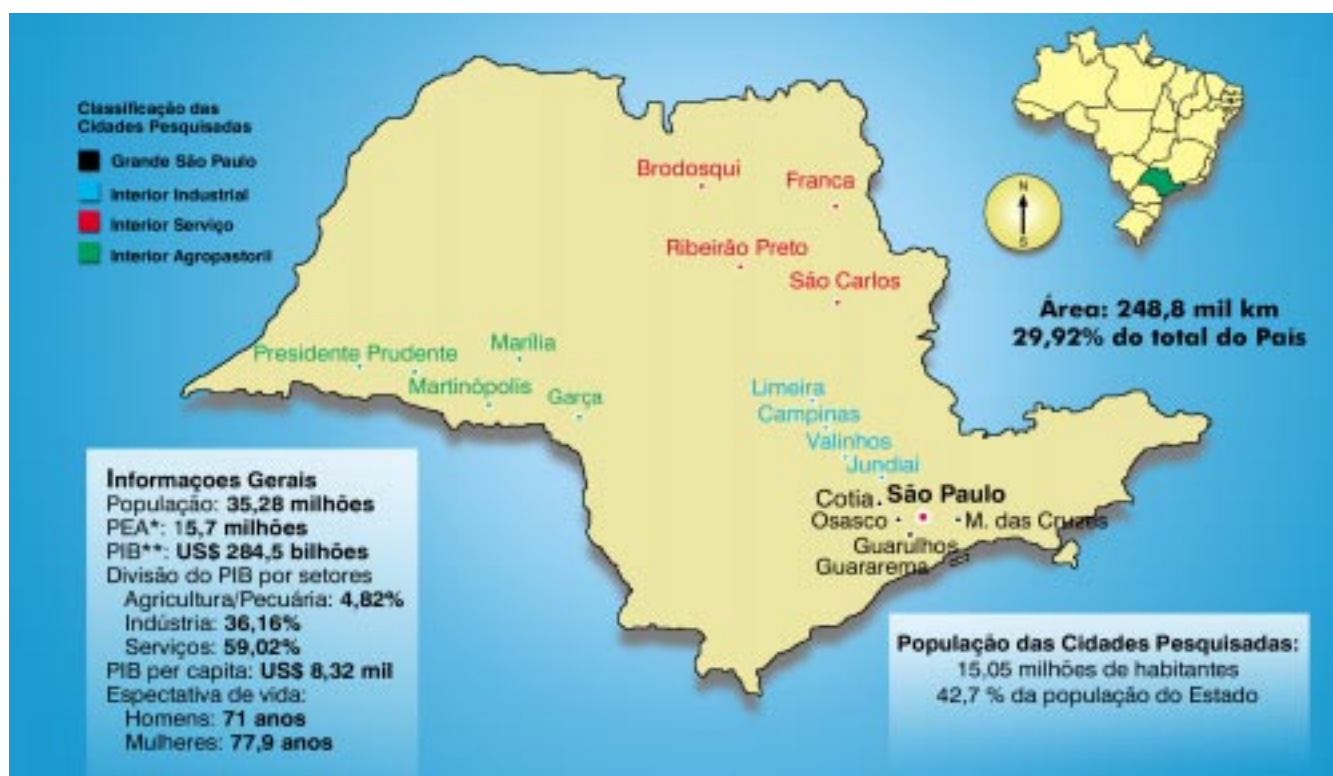 Classificação das
Cidades Pesquisadas
Grande São Paulo
Interior Industrial
Interior Serviço
Interior Agropastoril
N
S
Área: 248,8 mil km
29,92% do total do País
Brodosqui
Franca
Ribeirão Preto
São Carlos
Presidente Prudente
Marília
Martinópolis
Garça
Limeira
Campinas
Valinhos
Jundiaí
Cotia
São Paulo
Osasco
M. das Cruzes
Guarulhos
Guararema
Informaçoes Gerais
População: 35,28 milhões
PEA*: 15,7 milhões
PIB**: US$ 284,5 bilhões
Divisão do PIB por setores
Agricultura/Pecuária: 4,82%
Indústria: 36,16%
Serviços: 59,02%
PIB per capita: US$ 8,32 mil
Espectativa de vida:
Homens: 71 anos
Mulheres: 77,9 anos
População das Cidades Pesquisadas:
15,05 milhões de habitantes
42,7 % da população do Estado